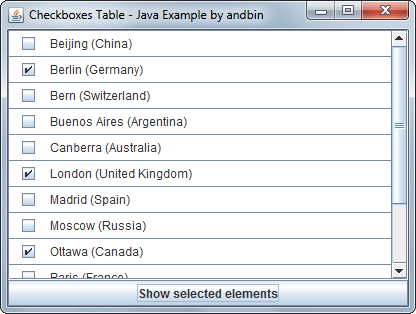 Checkboxes Table - Java Example by andbin
Beijing (China)
Berlin (Germany)
Bern (Switzerland)
Buenos Aires (Argentina)
Canberra (Australia)
London (United Kingdom)
Madrid (Spain)
Moscow (Russia)
Ottawa (Canada)
Paris (France)
Show selected elements